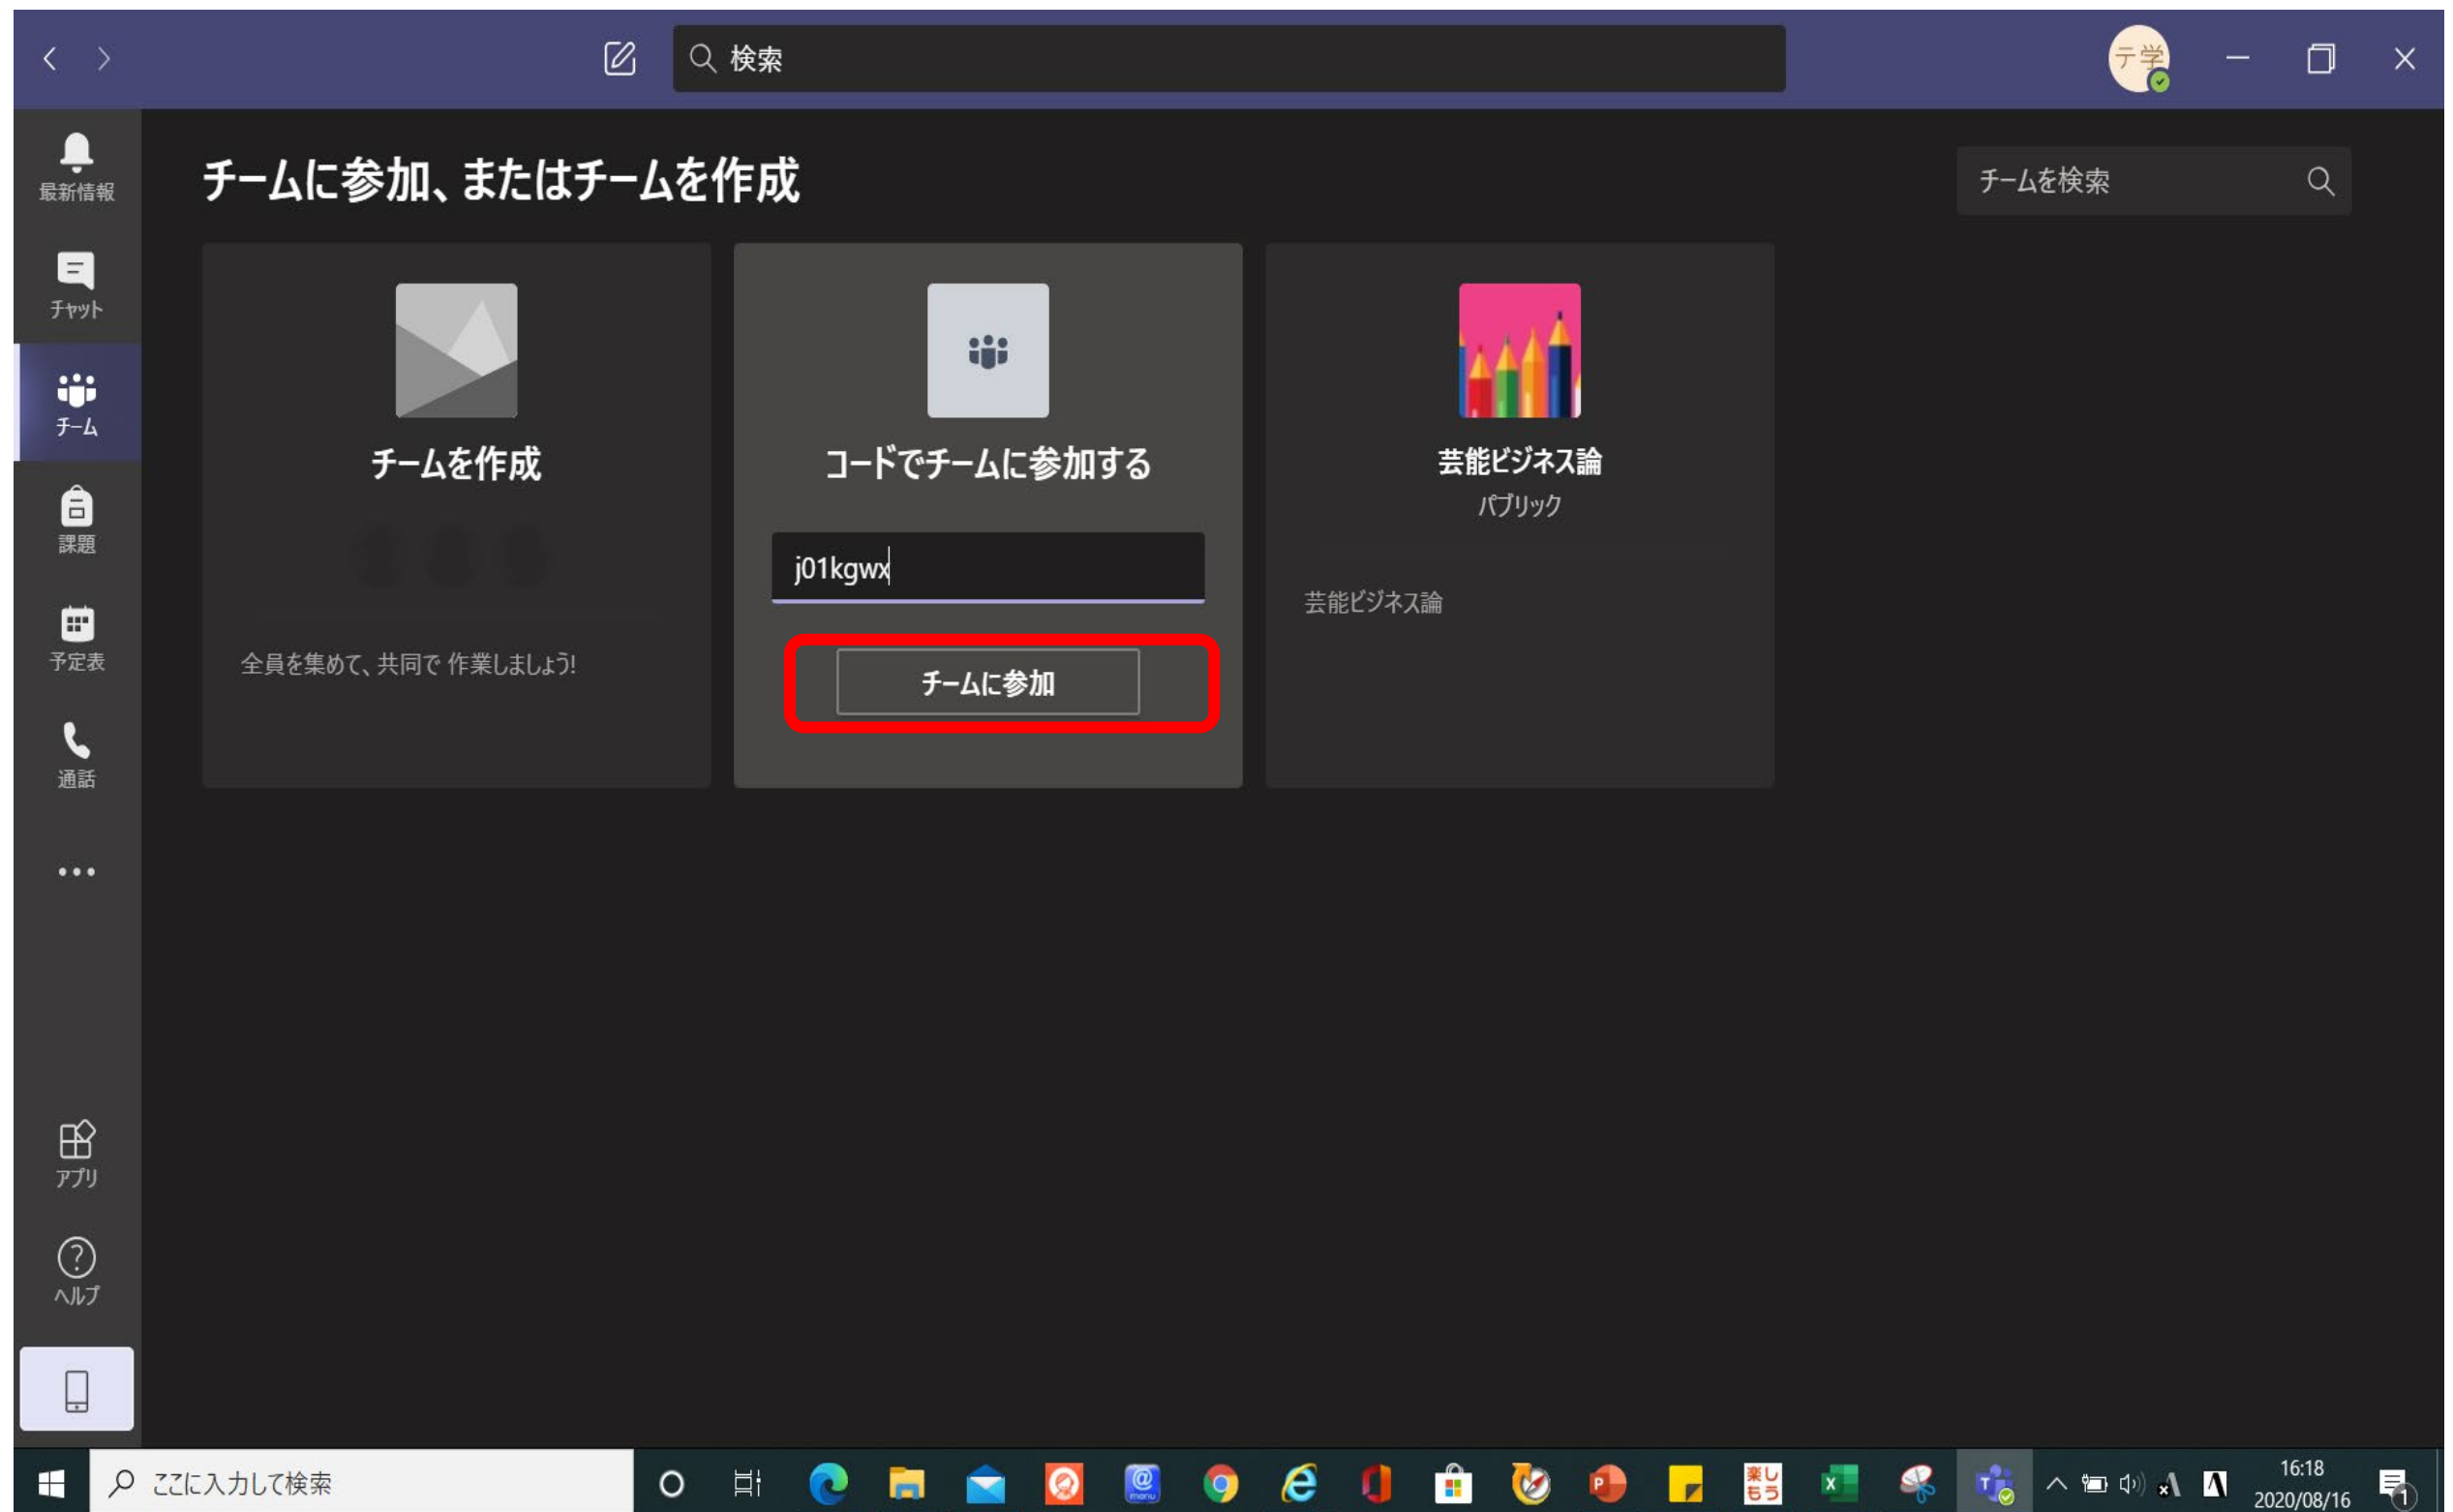 検索
テ学
最新情報
チャット
チーム
課題
予定表
通話
アプリ
ヘルプ
チームに参加、またはチームを作成
チームを検索
チームを作成
全員を集めて、共同で 作業しましょう!
コードでチームに参加する
j01kgwx
チームに参加
芸能ビジネス論
パブリック
芸能ビジネス論
ここに入力して検索
@
menu
楽し
もう
A
16:18
2020/08/16
1